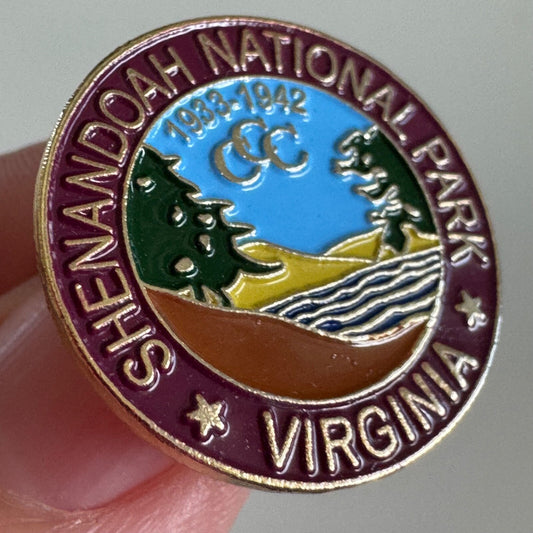 SHENANDOAH NATIONAL PARK
1933-1942
CCC
VIRGINIA